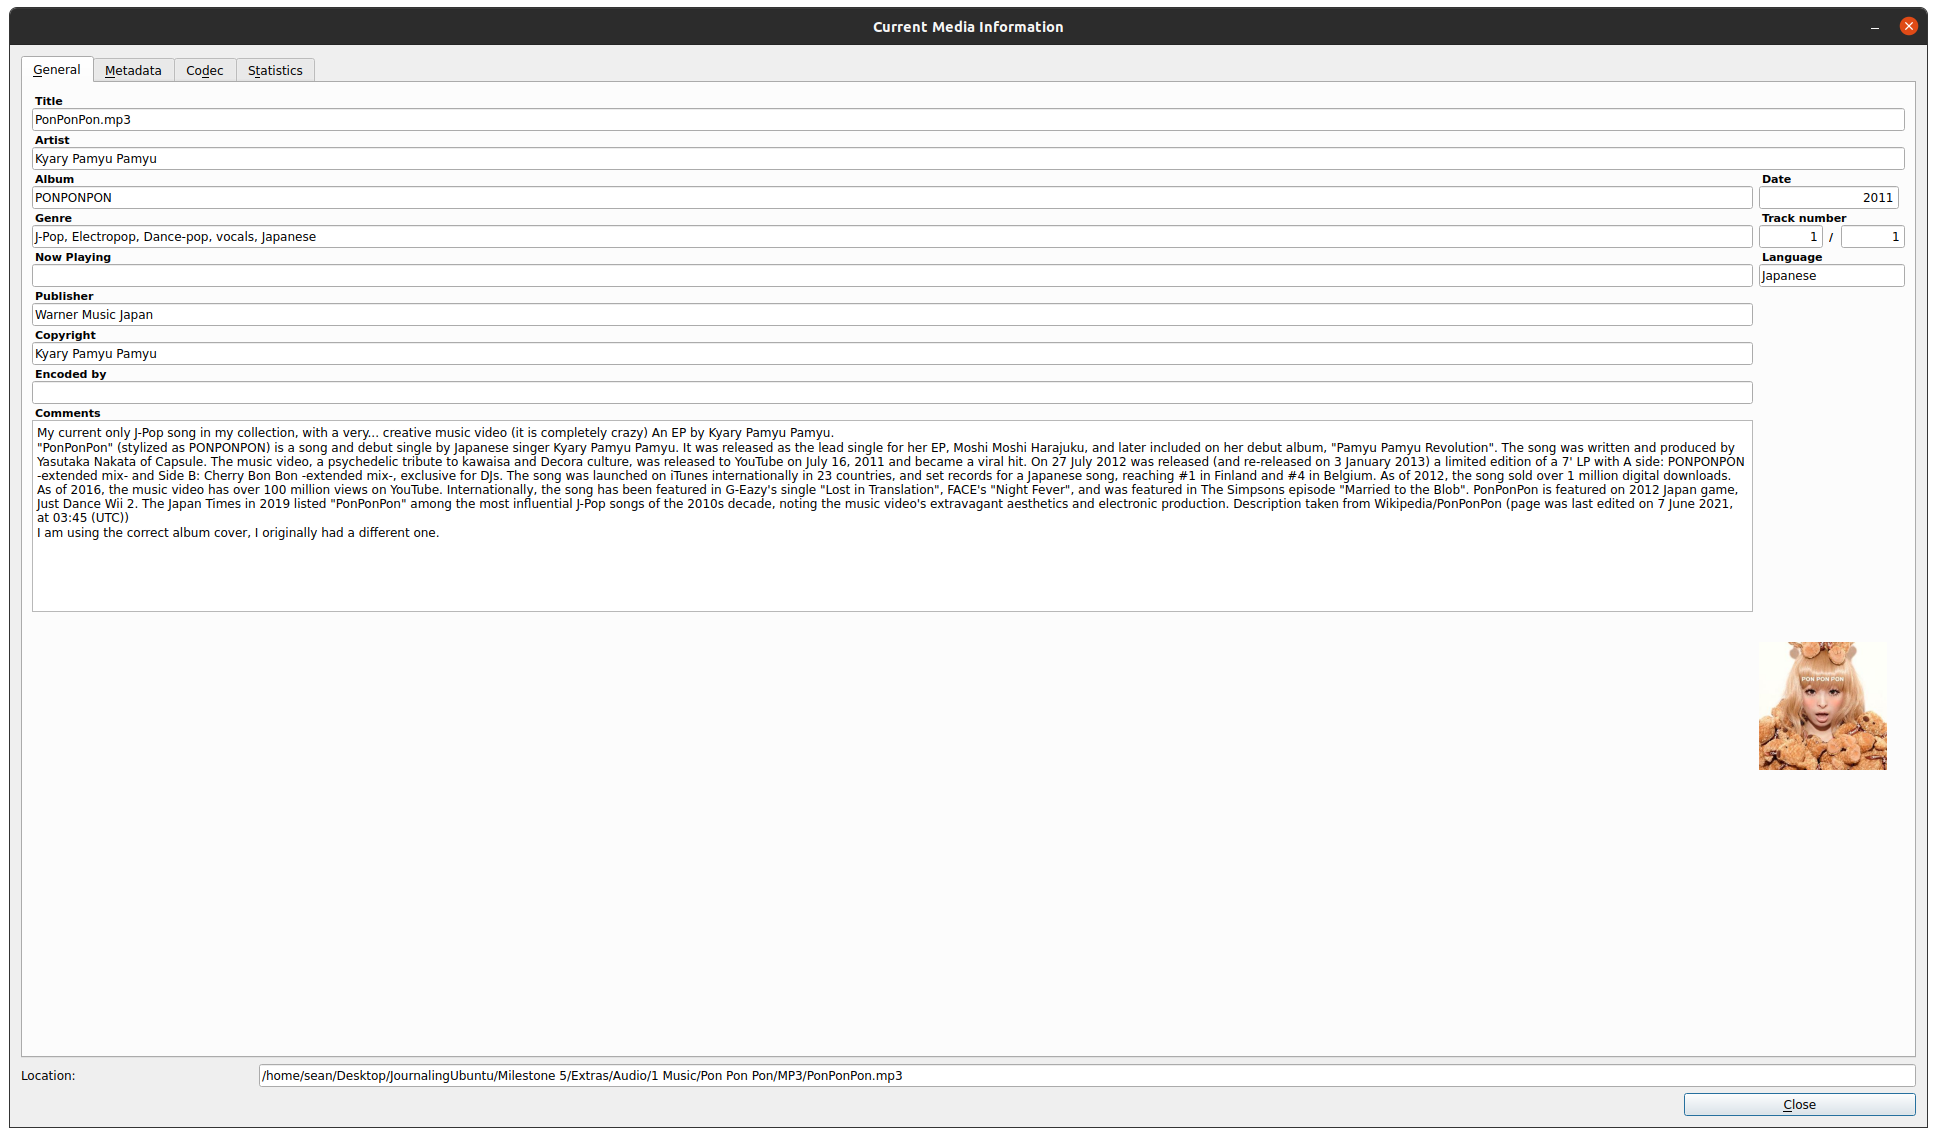 Current Media Information
General Metadata Codec Statistics
Title
PonPonPon.mp3
Artist
Kyary Pamyu Pamyu
Album Date
PONPONPON 2011
Genre Track number
J-Pop, Electropop, Dance-pop, vocals, Japanese 1 / 1
Now Playing Language
Japanese
Publisher
Warner Music Japan
Copyright
Kyary Pamyu Pamyu
Encoded by
Comments
My current only J-Pop song in my collection, with a very... creative music video (it is completely crazy) An EP by Kyary Pamyu Pamyu.
"PonPonPon" (stylized as PONPONPON) is a song and debut single by Japanese singer Kyary Pamyu Pamyu. It was released as the lead single for her EP, Moshi Moshi Harajuku, and later included on her debut album, "Pamyu Pamyu Revolution". The song was written and produced by
Yasutaka Nakata of Capsule. The music video, a psychedelic tribute to kawaisa and Decora culture, was released to YouTube on July 16, 2011 and became a viral hit. On 27 July 2012 was released (and re-released on 3 January 2013) a limited edition of a 7' LP with A side: PONPONPON
-extended mix- and Side B: Cherry Bon Bon -extended mix-, exclusive for DJs. The song was launched on iTunes internationally in 23 countries, and set records for a Japanese song, reaching #1 in Finland and #4 in Belgium. As of 2012, the song sold over 1 million digital downloads.
As of 2016, the music video has over 100 million views on YouTube. Internationally, the song has been featured in G-Eazy's single "Lost in Translation", FACE's "Night Fever", and was featured in The Simpsons episode "Married to the Blob". PonPonPon is featured on 2012 Japan game,
Just Dance Wii 2. The Japan Times in 2019 listed "PonPonPon" among the most influential J-Pop songs of the 2010s decade, noting the music video's extravagant aesthetics and electronic production. Description taken from Wikipedia/PonPonPon (page was last edited on 7 June 2021,
at 03:45 (UTC))
I am using the correct album cover, I originally had a different one.
PON PON PON
Location: /home/sean/Desktop/JournalingUbuntu/Milestone 5/Extras/Audio/1 Music/Pon Pon Pon/MP3/PonPonPon.mp3
Close